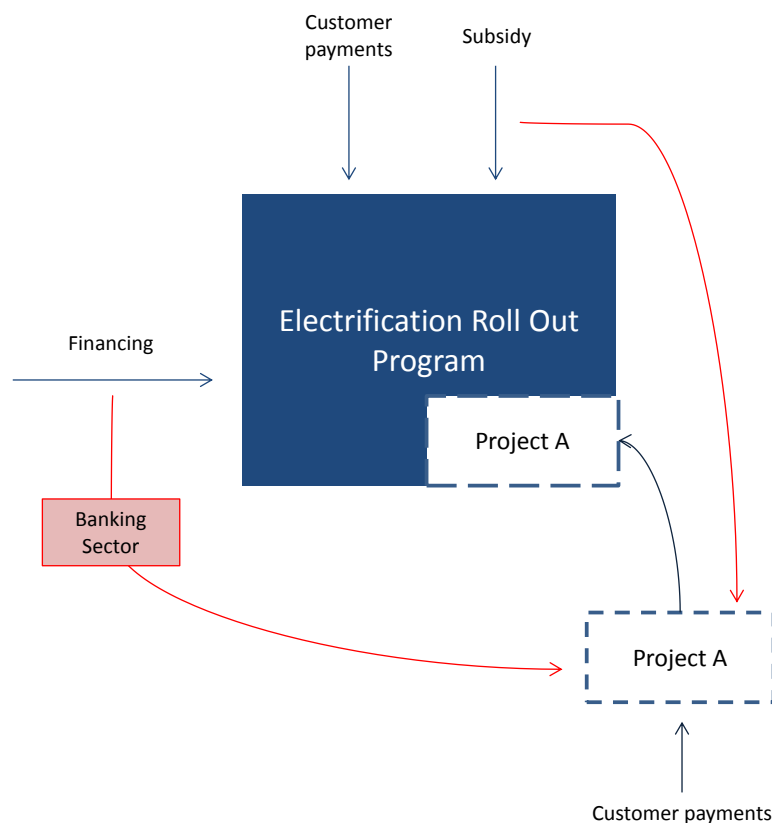 Customer
payments
Subsidy
Electrification Roll Out
Program
Financing
Project A
Banking
Sector
Project A
Customer payments